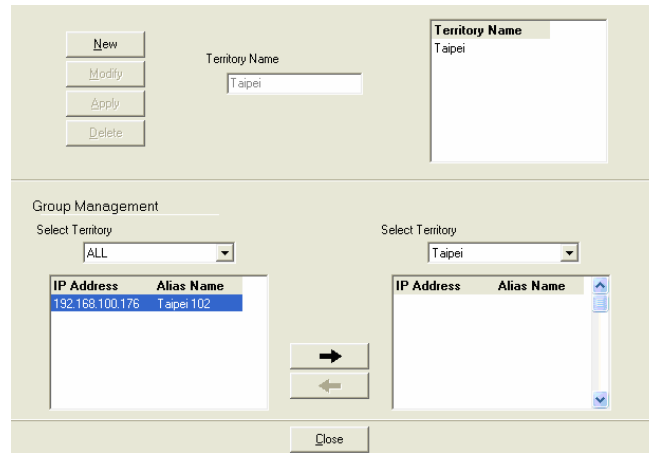 New
Modify
Apply
Delete
Territory Name
Taipei
Territory Name
Taipei
Group Management
Select Territory
ALL
IP Address Alias Name
192.168.100.176 Taipei 102
Select Territory
Taipei
IP Address Alias Name
Close